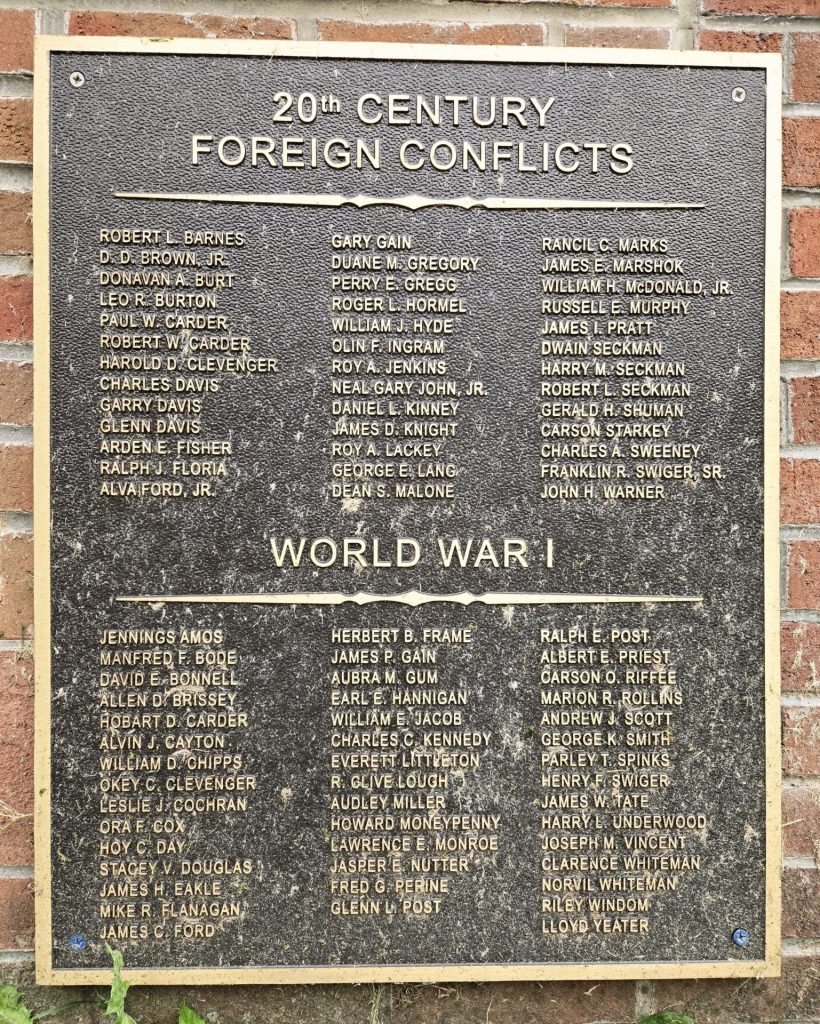 20th CENTURY
FOREIGN CONFLICTS
ROBERT L. BARNES
D. D. BROWN, JR.
DONAVAN A. BURT
LEO R. BURTON
PAUL W. CARDER
ROBERT W. CARDER
HAROLD D. CLEVENGER
CHARLES DAVIS
GARRY DAVIS
GLENN DAVIS
ARDEN E. FISHER
RALPH J. FLORIA
ALVA FORD, JR.
GARY GAIN
DUANE M. GREGORY
PERRY E. GREGG
ROGER L. HORMEL
WILLIAM J. HYDE
OLIN F. INGRAM
ROY A. JENKINS
NEAL GARY JOHN, JR.
DANIEL L. KINNEY
JAMES D. KNIGHT
ROY A. LACKEY
GEORGE E. LANG
DEAN S. MALONE
RANCIL C. MARKS
JAMES E. MARSHOK
WILLIAM H. McDONALD, JR.
RUSSELL E. MURPHY
JAMES I. PRATT
DWAIN SECKMAN
HARRY M. SECKMAN
ROBERT L. SECKMAN
GERALD H. SHUMAN
CARSON STARKEY
CHARLES A. SWEENEY
FRANKLIN R. SWIGER, SR.
JOHN H. WARNER
WORLD WAR I
JENNINGS AMOS
MANFRED F. BODE
DAVID E. BONNELL
ALLEN D. BRISSEY
HOBART D. CARDER
ALVIN J. CAYTON
WILLIAM D. CHIPPS
OKEY C. CLEVENGER
LESLIE J. COCHRAN
ORA F. COX
HOY C. DAY
STACEY V. DOUGLAS
JAMES H. EAKLE
MIKE R. FLANAGAN
JAMES C. FORD
HERBERT B. FRAME
JAMES P. GAIN
AUBRA M. GUM
EARL E. HANNIGAN
WILLIAM E. JACOB
CHARLES C. KENNEDY
EVERETT LITTLETON
R. CLIVE LOUGH
AUDLEY MILLER
HOWARD MONEYPENNY
LAWRENCE E. MONROE
JASPER E. NUTTER
FRED G. PERINE
GLENN L. POST
RALPH E. POST
ALBERT E. PRIEST
CARSON O. RIFFEE
MARION R. ROLLINS
ANDREW J. SCOTT
GEORGE K. SMITH
PARLEY T. SPINKS
HENRY F. SWIGER
JAMES W. TATE
HARRY L. UNDERWOOD
JOSEPH M. VINCENT
CLARENCE WHITEMAN
NORVIL WHITEMAN
RILEY WINDOM
LLOYD YEATER